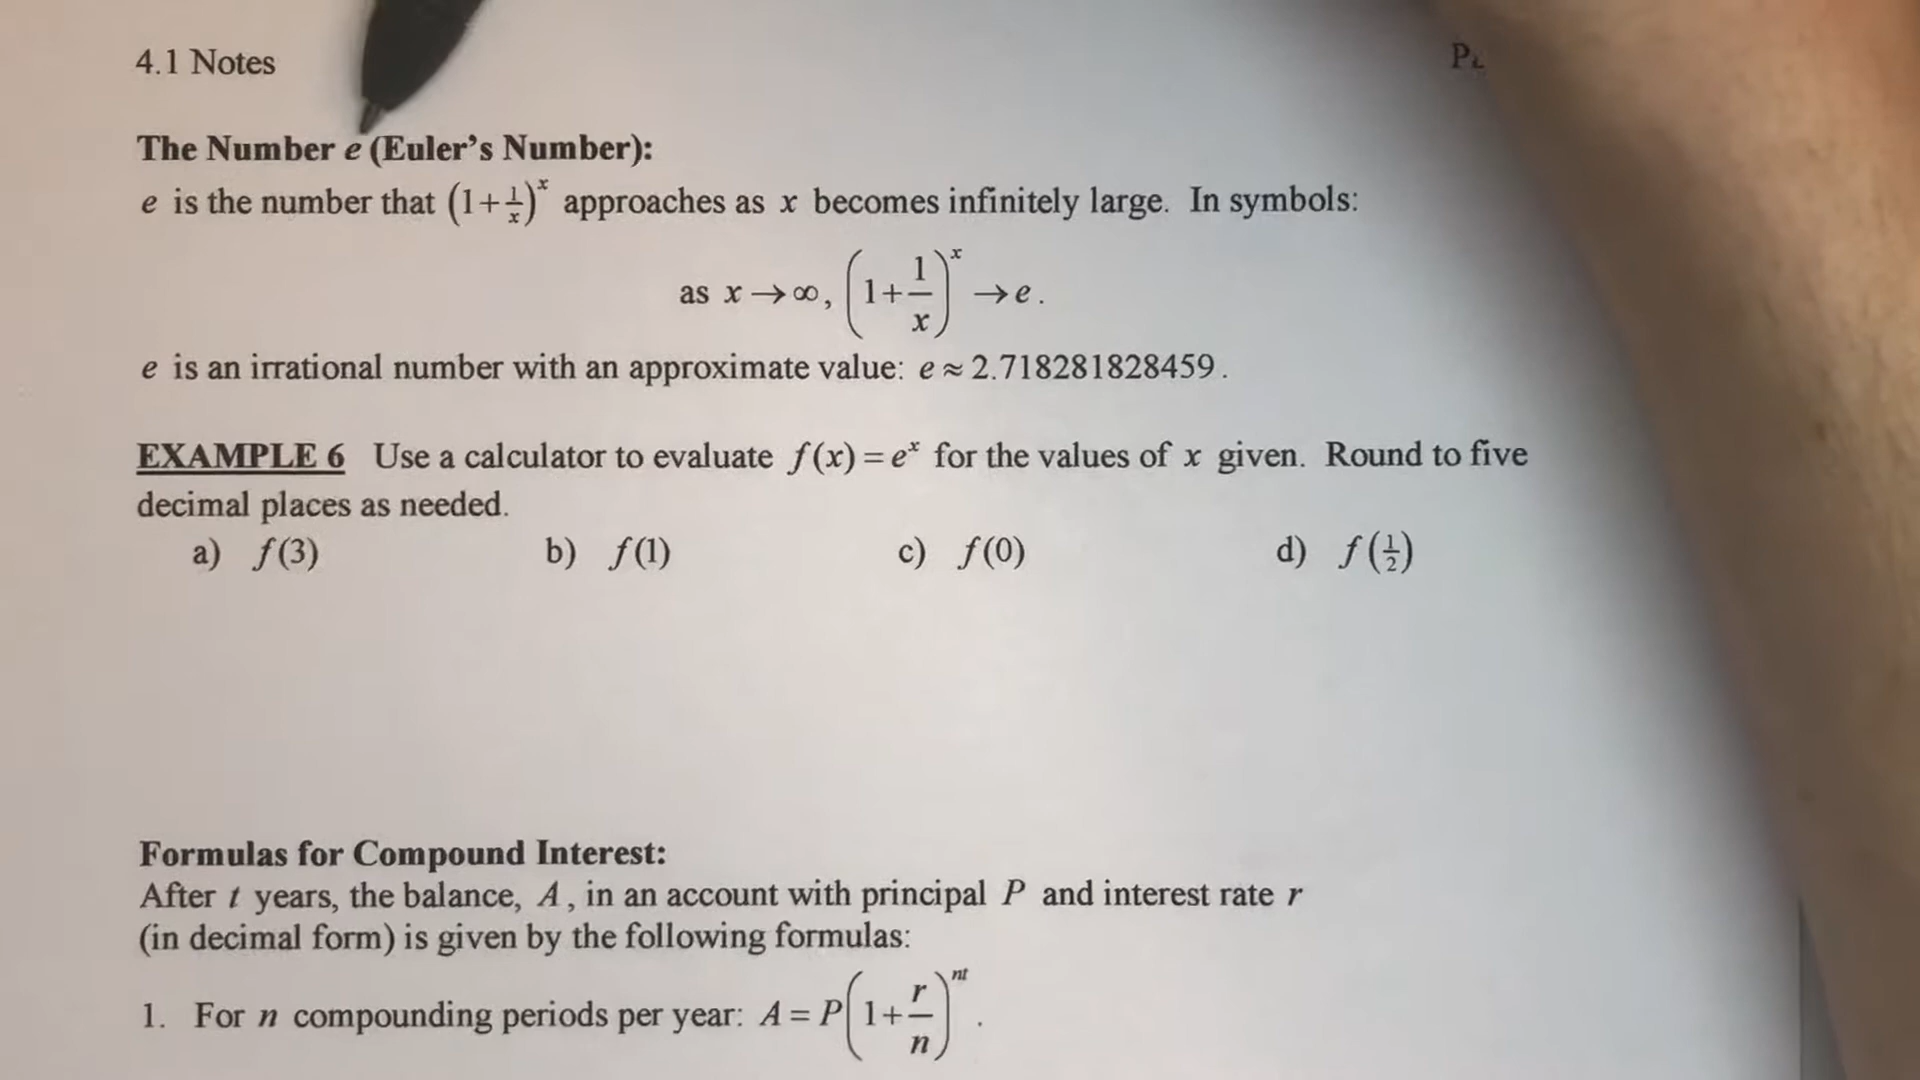 4.1 Notes
The Number e (Euler's Number):
e is the number that (1+1/x)^x approaches as x becomes infinitely large. In symbols:
as x→∞, (1+1/x)^x →e.
e is an irrational number with an approximate value: e≈2.718281828459.
EXAMPLE 6 Use a calculator to evaluate f(x)=e^x for the values of x given. Round to five
decimal places as needed.
a) f(3) b) f(1) c) f(0) d) f(1/2)
Formulas for Compound Interest:
After t years, the balance, A, in an account with principal P and interest rate r
(in decimal form) is given by the following formulas:
1. For n compounding periods per year: A=P(1+r/n)^nt.